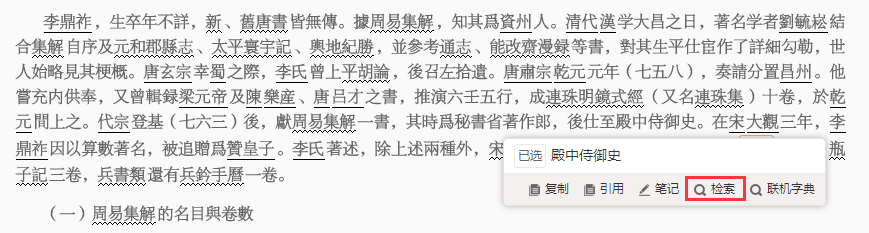 李鼎祚，生卒年不詳，新、舊唐書皆無傳。據周易集解，知其爲資州人。清代漢学大昌之日，著名学者劉毓崧結
合集解自序及元和郡縣志、太平寰宇記、輿地紀勝，並參考通志、能改齋漫録等書，對其生平仕宦作了詳細勾勒，世
人始略見其梗概。唐玄宗幸蜀之際，李氏曾上平胡論，後召左拾遺。唐肅宗乾元元年（七五八），奏請分置昌州。他
嘗充内供奉，又曾輯録梁元帝及陳樂産、唐吕才之書，推演六壬五行，成連珠明鏡式經（又名連珠集）十卷，於乾
元間上之。代宗登基（七六三）後，獻周易集解一書，其時爲秘書省著作郎，後仕至殿中侍御史。在宋大觀三年，李
鼎祚因以算數著名，被追贈爲贊皇子。李氏著述，除上述兩種外，宋
瓶
子記三卷，兵書類還有兵鈐手曆一卷。
已选 殿中侍御史
复制 引用 笔记 检索 联机字典
（一）周易集解的名目與卷數